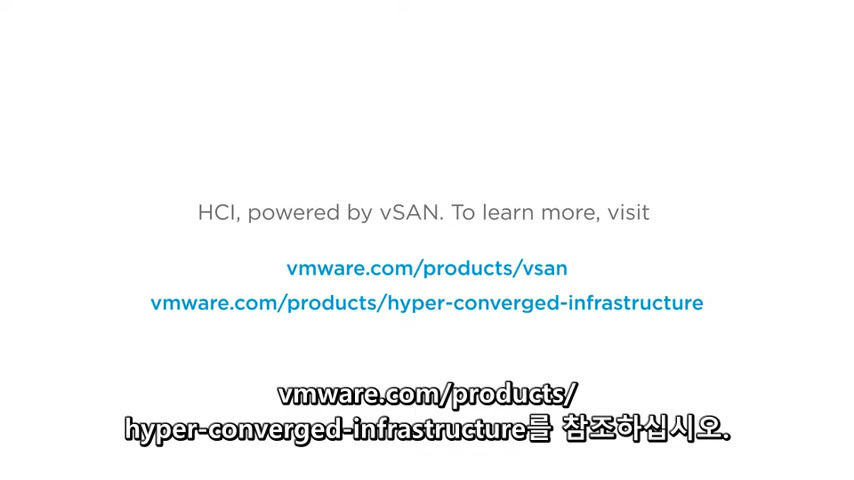 HCI, powered by vSAN. To learn more, visit
vmware.com/products/vsan
vmware.com/products/hyper-converged-infrastructure
vmware.com/products/
hyper-converged-infrastructure를 참조하십시오.